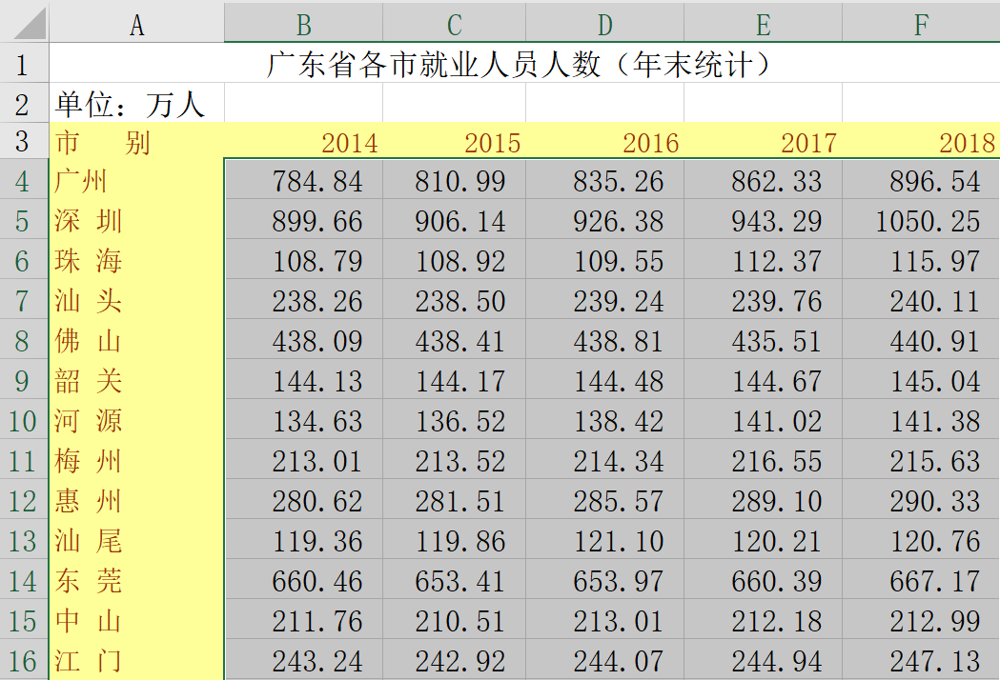 A B C D E F
1 广东省各市就业人员人数（年末统计）
2 单位：万人
3 市 别 2014 2015 2016 2017 2018
4 广州 784.84 810.99 835.26 862.33 896.54
5 深 圳 899.66 906.14 926.38 943.29 1050.25
6 珠 海 108.79 108.92 109.55 112.37 115.97
7 汕 头 238.26 238.50 239.24 239.76 240.11
8 佛 山 438.09 438.41 438.81 435.51 440.91
9 韶 关 144.13 144.17 144.48 144.67 145.04
10 河 源 134.63 136.52 138.42 141.02 141.38
11 梅 州 213.01 213.52 214.34 216.55 215.63
12 惠 州 280.62 281.51 285.57 289.10 290.33
13 汕 尾 119.36 119.86 121.10 120.21 120.76
14 东 莞 660.46 653.41 653.97 660.39 667.17
15 中 山 211.76 210.51 213.01 212.18 212.99
16 江 门 243.24 242.92 244.07 244.94 247.13